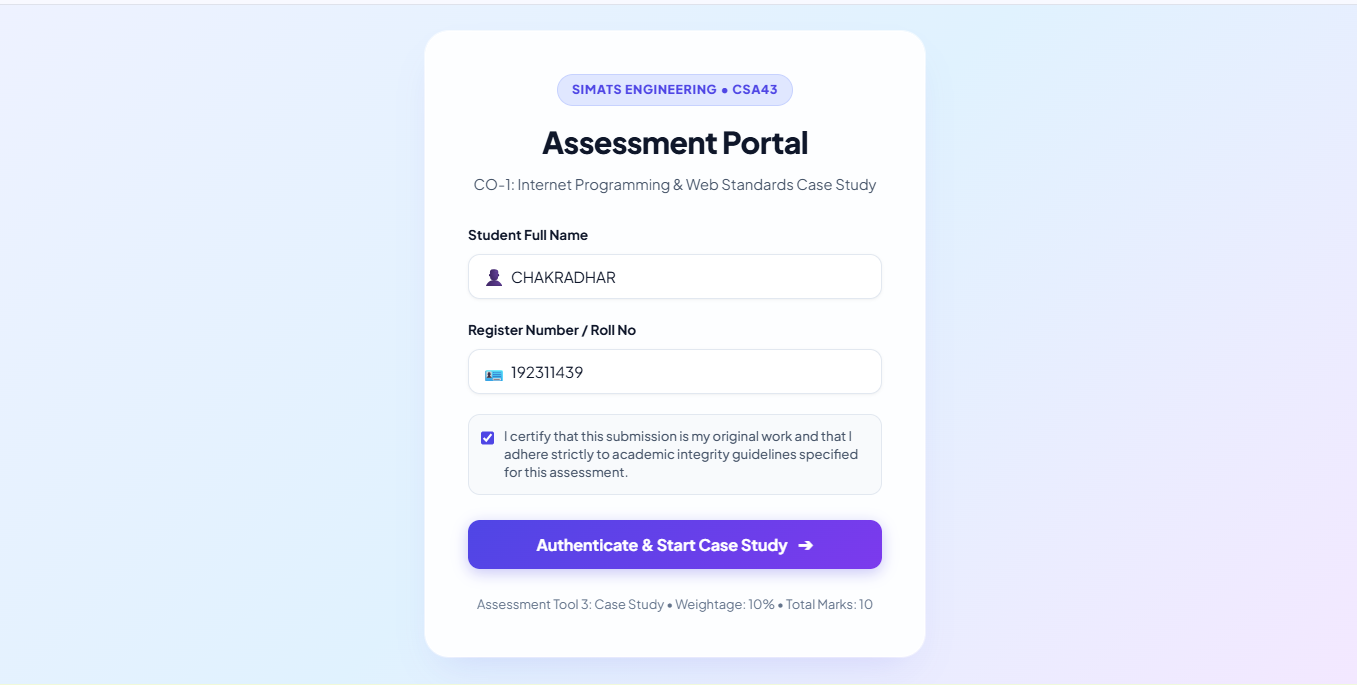 SIMATS ENGINEERING • CSA43
Assessment Portal
CO-1: Internet Programming & Web Standards Case Study
Student Full Name
CHAKRADHAR
Register Number / Roll No
192311439
I certify that this submission is my original work and that I
adhere strictly to academic integrity guidelines specified
for this assessment.
Authenticate & Start Case Study ➔
Assessment Tool 3: Case Study • Weightage: 10% • Total Marks: 10